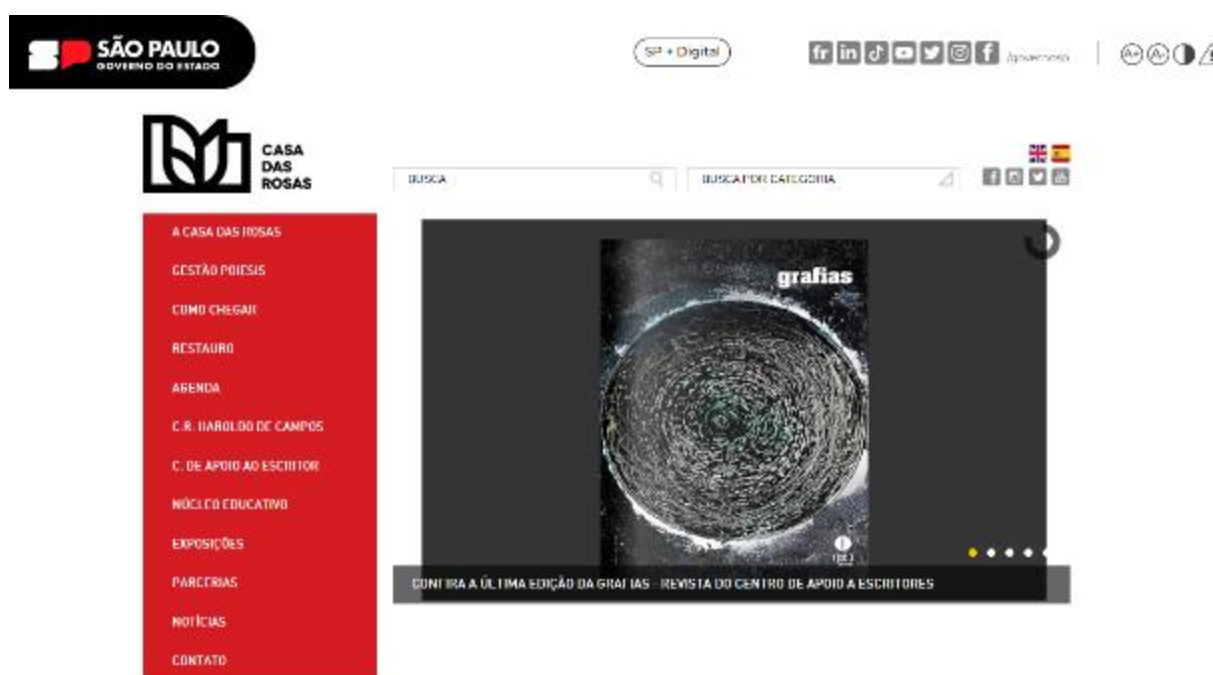 SÃO PAULO
GOVERNO DO ESTADO
SP + Digital
/governosp
CASA
DAS
ROSAS
BUSCA
BUSCA POR CATEGORIA
A CASA DAS ROSAS
GESTÃO POIESIS
COMO CHEGAR
RESTAURO
AGENDA
C.R. HAROLDO DE CAMPOS
C. DE APOIO AO ESCRITOR
NÚCLEO EDUCATIVO
EXPOSIÇÕES
PARCERIAS
NOTÍCIAS
CONTATO
grafias
CONFIRA A ÚLTIMA EDIÇÃO DA GRAFIAS - REVISTA DO CENTRO DE APOIO A ESCRITORES